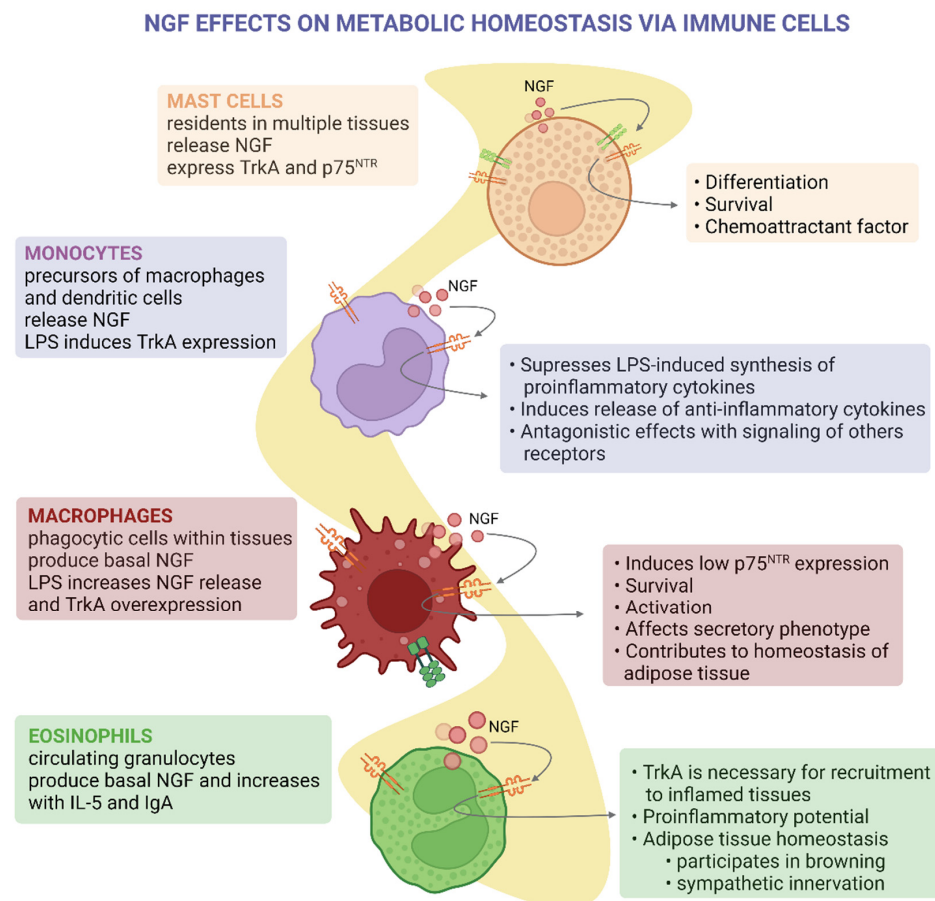 NGF EFFECTS ON METABOLIC HOMEOSTASIS VIA IMMUNE CELLS
MAST CELLS
residents in multiple tissues
release NGF
express TrkA and p75NTR
NGF
• Differentiation
• Survival
• Chemoattractant factor
MONOCYTES
precursors of macrophages
and dendritic cells
release NGF
LPS induces TrkA expression
NGF
• Supresses LPS-induced synthesis of
proinflammatory cytokines
• Induces release of anti-inflammatory cytokines
• Antagonistic effects with signaling of others
receptors
MACROPHAGES
phagocytic cells within tissues
produce basal NGF
LPS increases NGF release
and TrkA overexpression
NGF
• Induces low p75NTR expression
• Survival
• Activation
• Affects secretory phenotype
• Contributes to homeostasis of
adipose tissue
EOSINOPHILS
circulating granulocytes
produce basal NGF and increases
with IL-5 and IgA
NGF
• TrkA is necessary for recruitment
to inflamed tissues
• Proinflammatory potential
• Adipose tissue homeostasis
• participates in browning
• sympathetic innervation